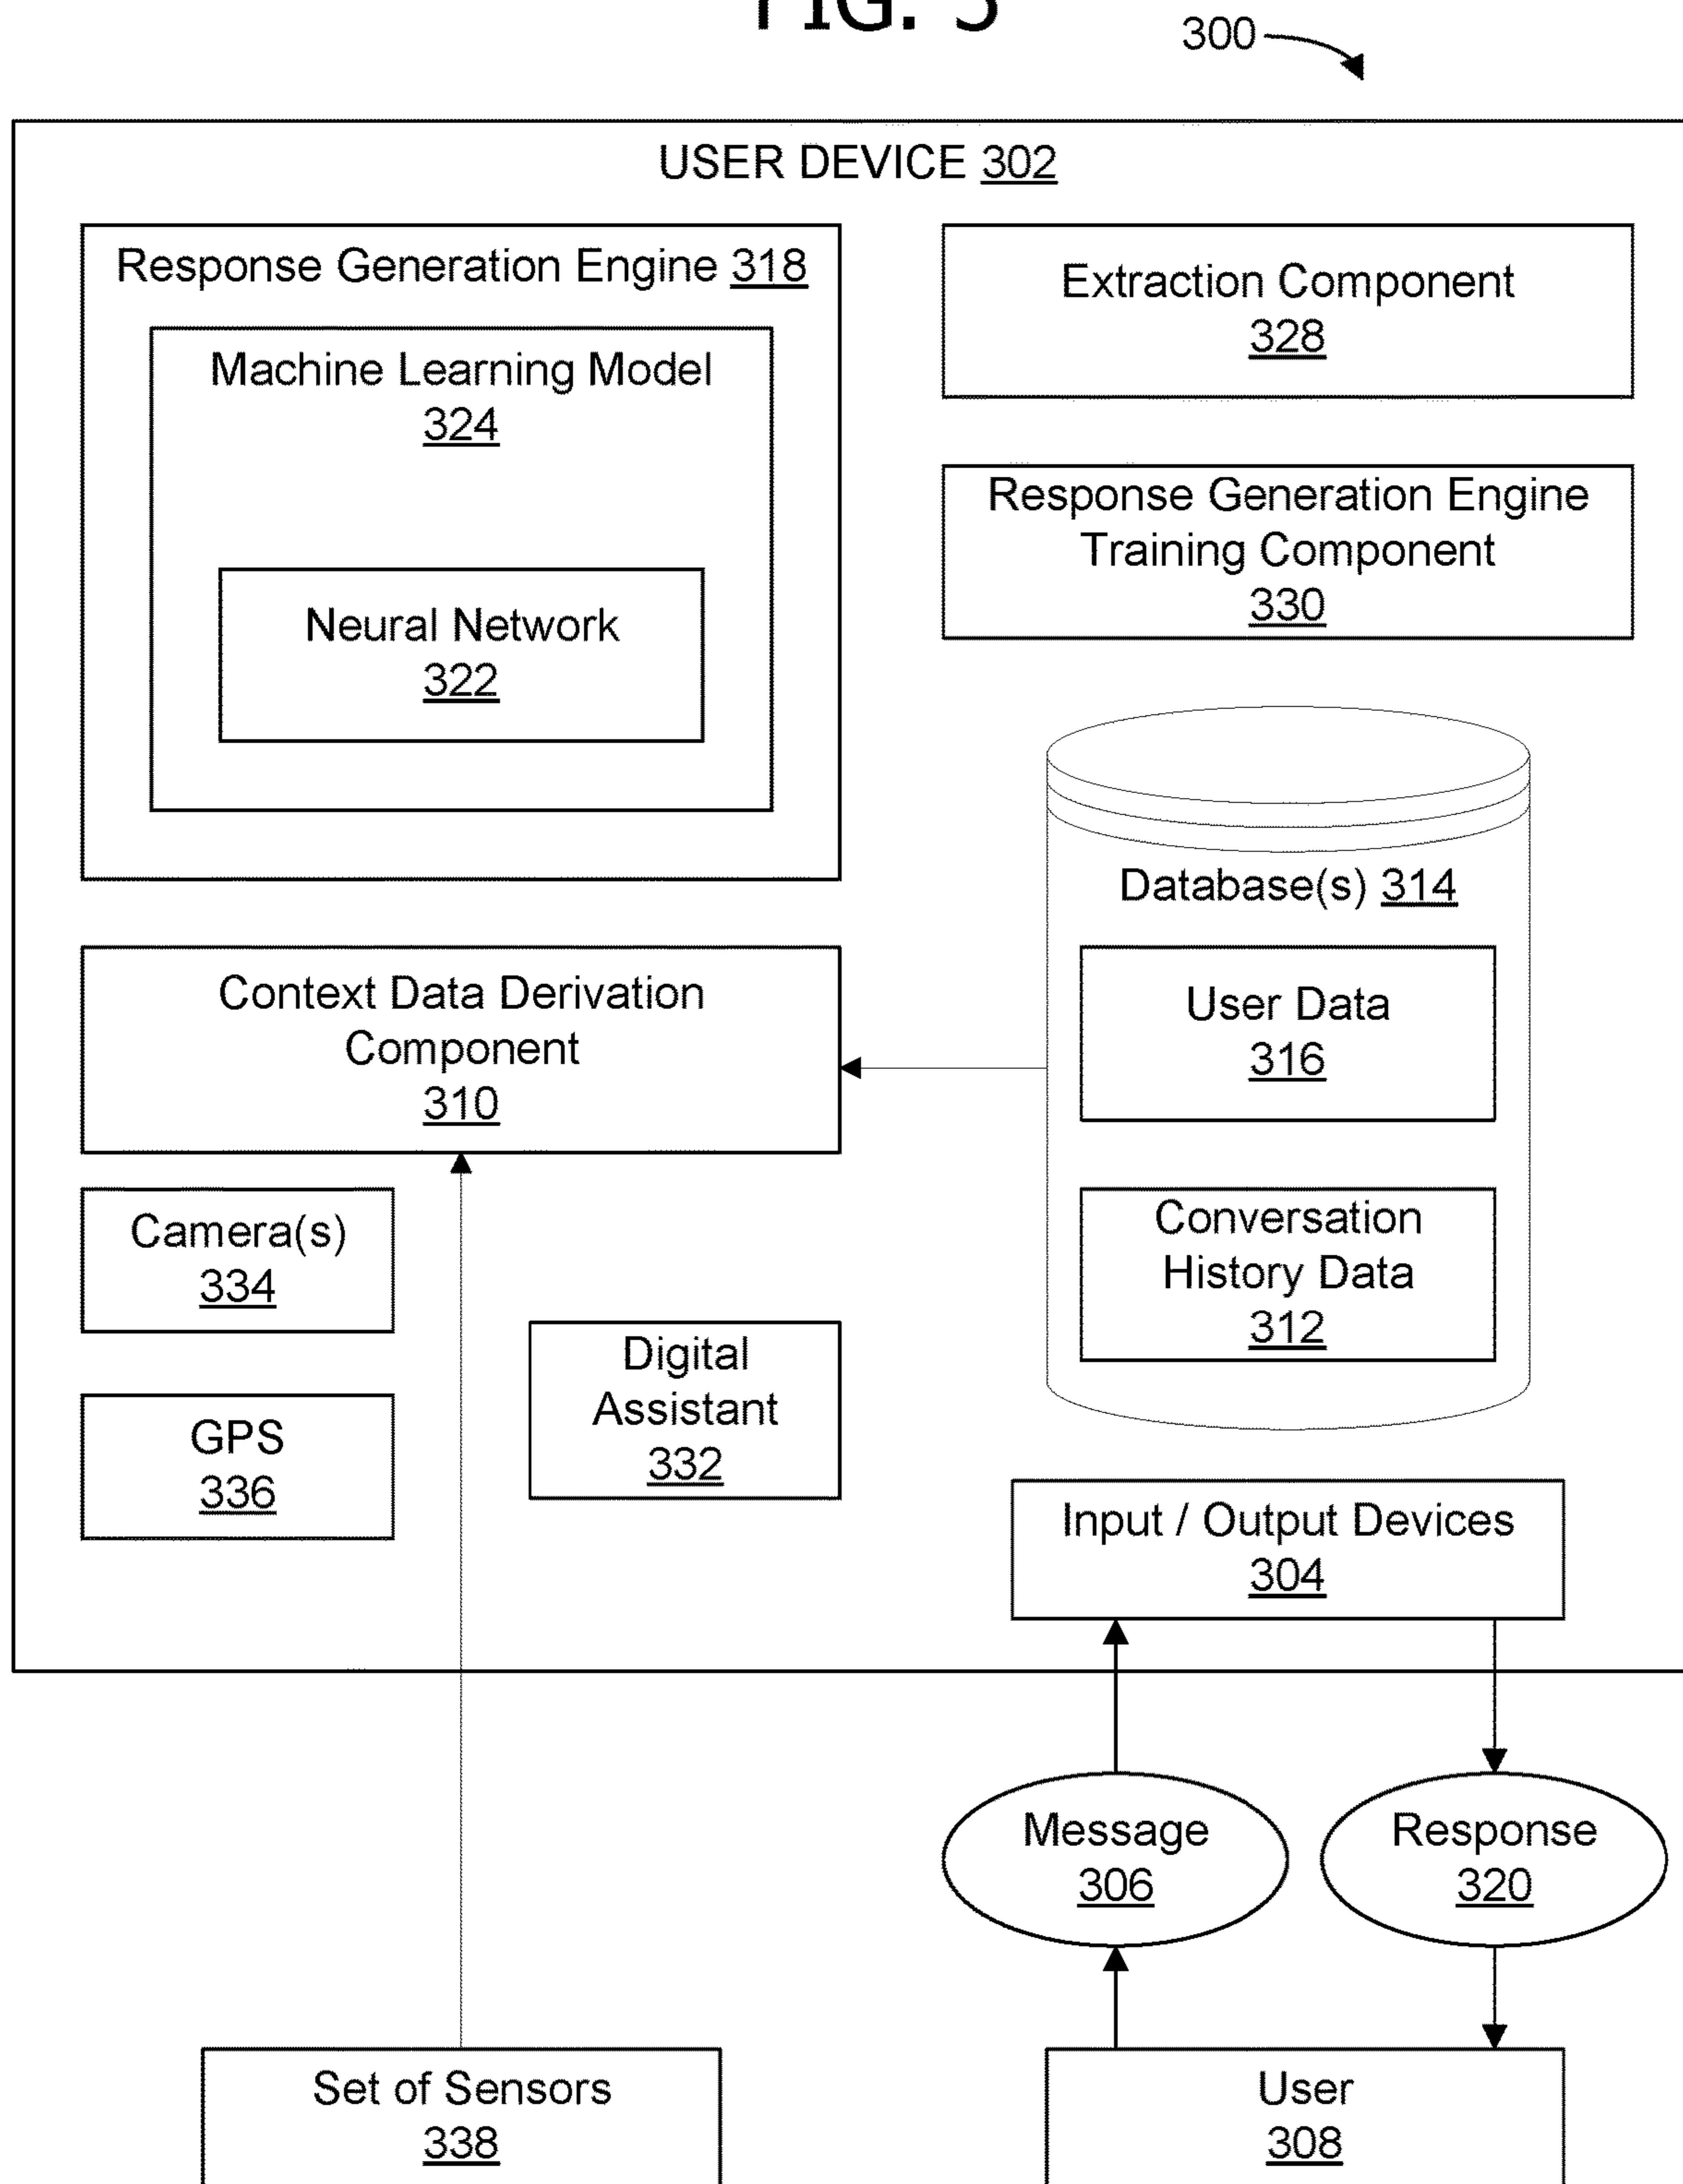 FIG. 3
300
USER DEVICE 302
Response Generation Engine 318
Machine Learning Model
324
Neural Network
322
Extraction Component
328
Response Generation Engine
Training Component
330
Database(s) 314
User Data
316
Conversation
History Data
312
Context Data Derivation
Component
310
Camera(s)
334
GPS
336
Digital
Assistant
332
Input / Output Devices
304
Message
306
Response
320
Set of Sensors
338
User
308